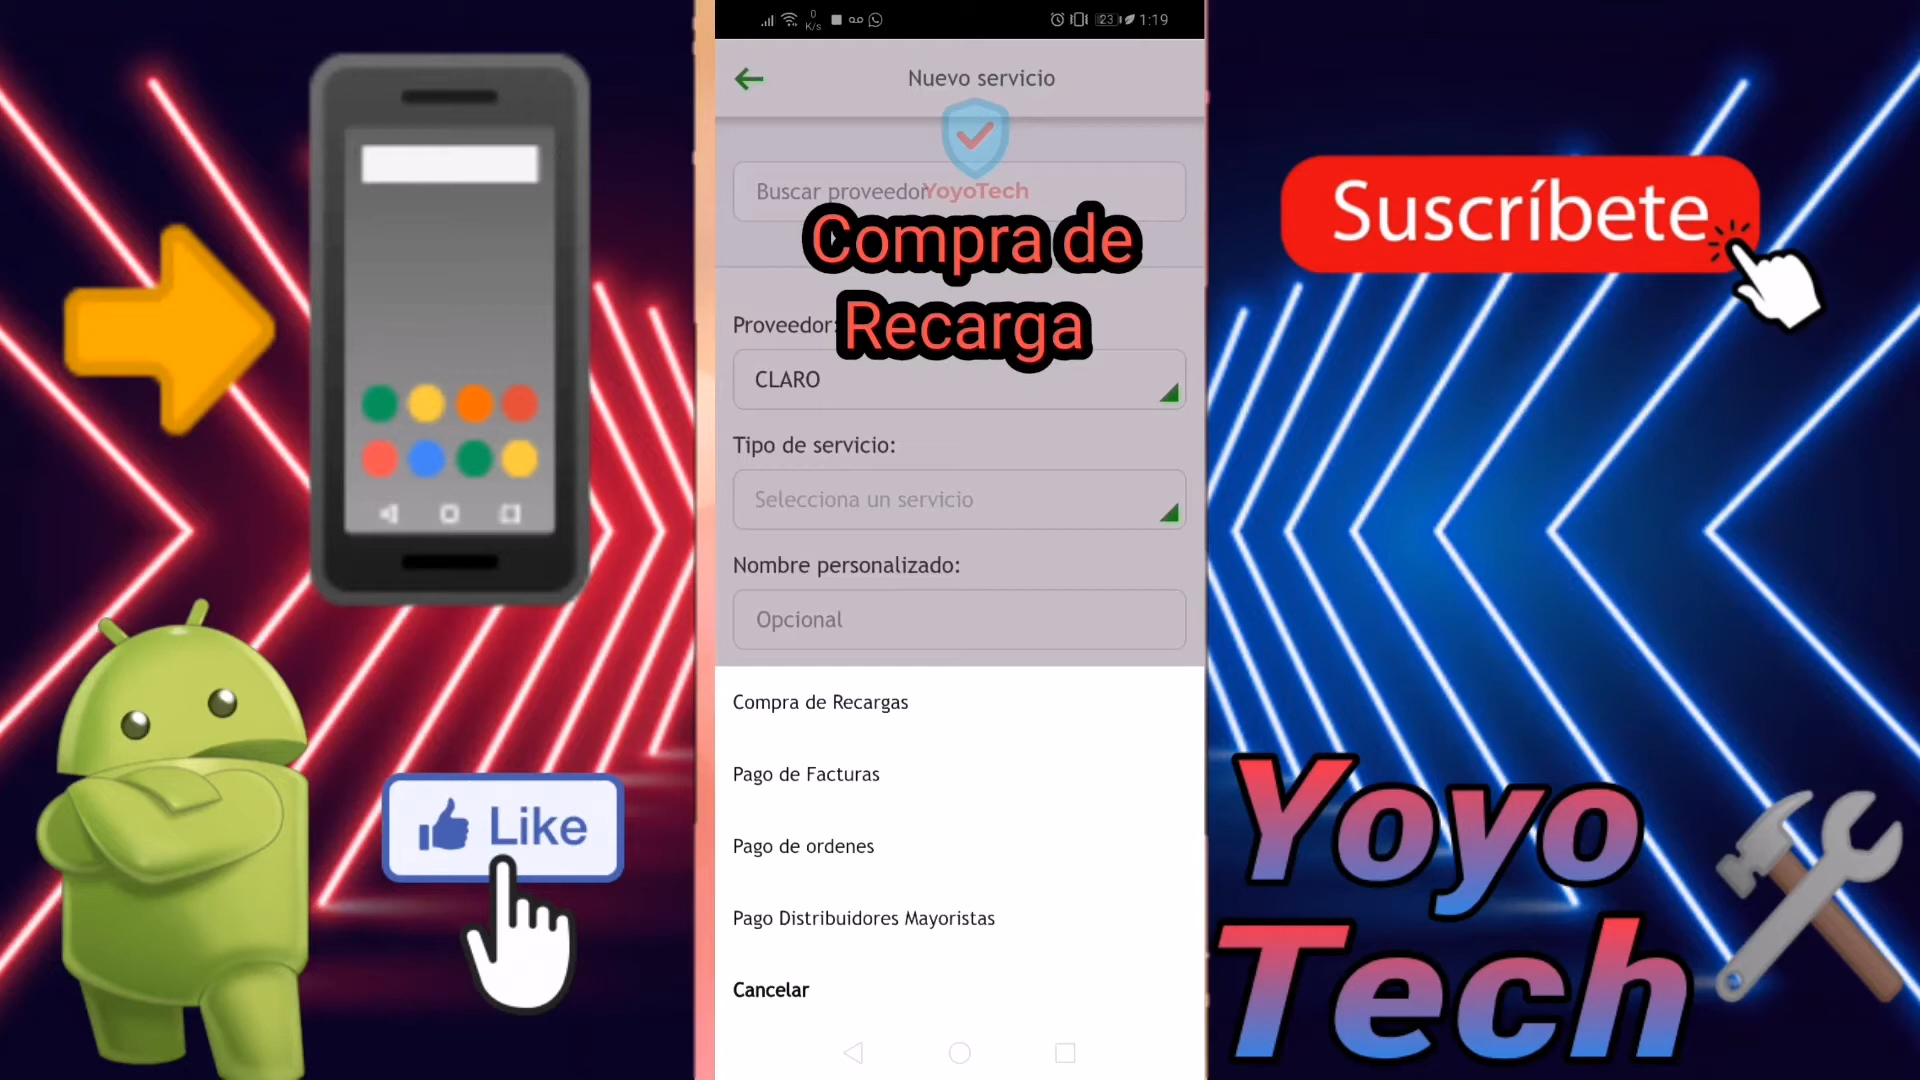 0
K/s
23
1:19
Nuevo servicio
YoyoTech
Buscar proveedor
Compra de
Recarga
Proveedor:
CLARO
Tipo de servicio:
Selecciona un servicio
Nombre personalizado:
Opcional
Compra de Recargas
Pago de Facturas
Pago de ordenes
Pago Distribuidores Mayoristas
Cancelar
Like
Suscríbete
Yoyo
Tech